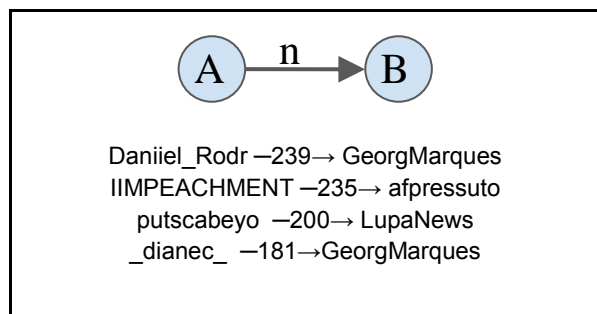 A n B
Daniiel_Rodr —239→ GeorgMarques
IIMPEACHMENT —235→ afpressuto
putscabeyo —200→ LupaNews
_dianec_ —181→GeorgMarques